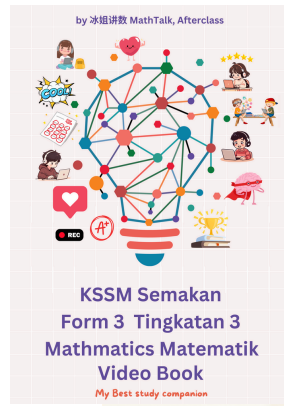 by 冰姐讲数 MathTalk, Afterclass
COOL!
A+
REC
KSSM Semakan
Form 3 Tingkatan 3
Mathmatics Matematik
Video Book
My Best study companion